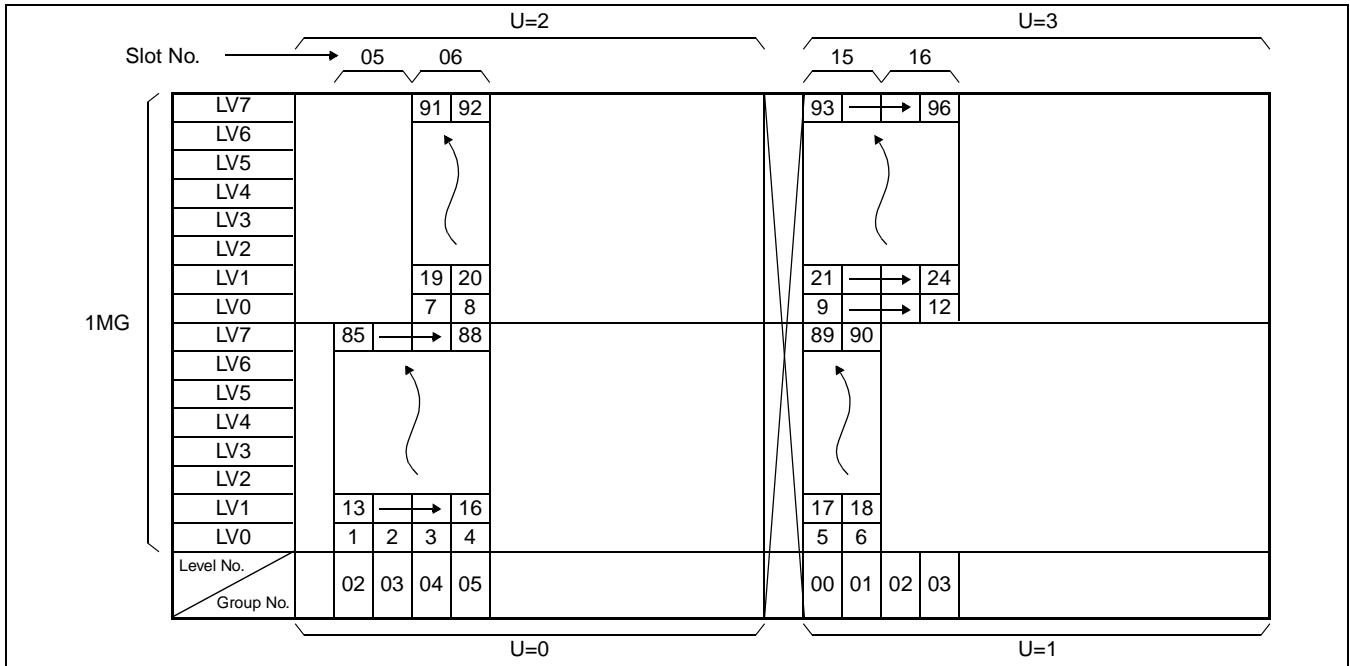 U=2 U=3
Slot No. 05 06 15 16
LV7 91 92 93 96
LV6
LV5
LV4
LV3
LV2
LV1 19 20 21 24
LV0 7 8 9 12
1MG
LV7 85 88 89 90
LV6
LV5
LV4
LV3
LV2
LV1 13 16 17 18
LV0 1 2 3 4 5 6
Level No.
Group No. 02 03 04 05 00 01 02 03
U=0 U=1